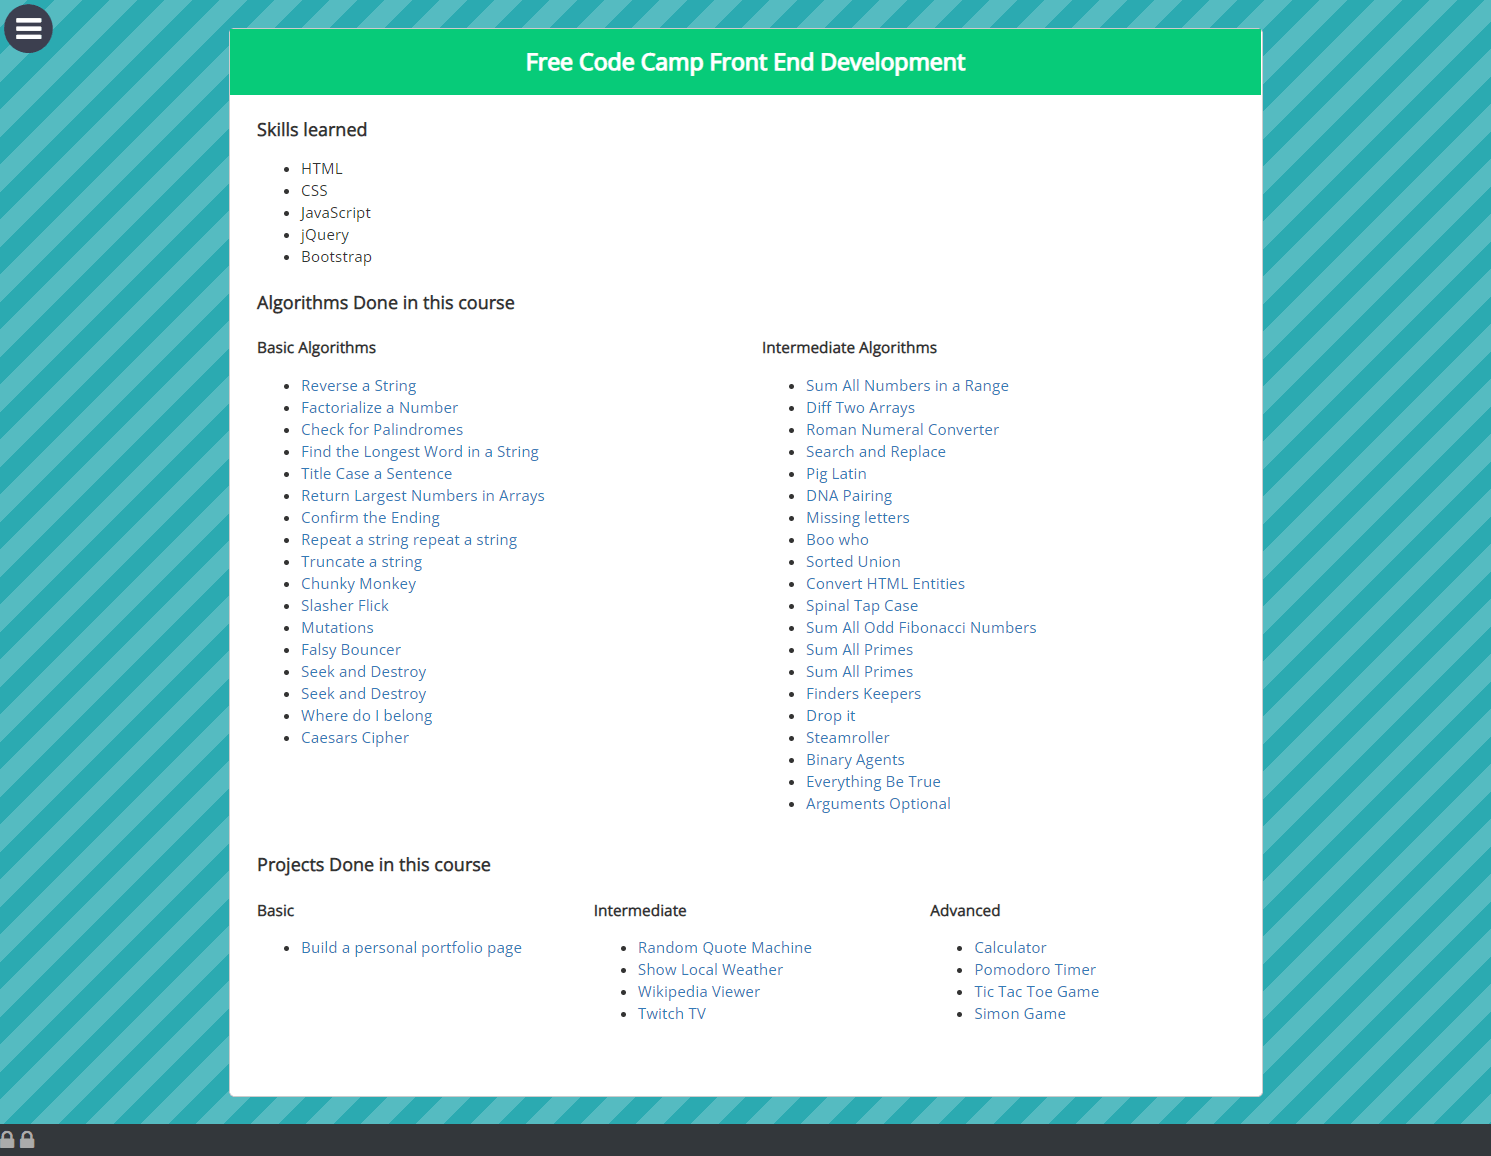 Free Code Camp Front End Development
Skills learned
HTML
CSS
JavaScript
jQuery
Bootstrap
Algorithms Done in this course
Basic Algorithms
Reverse a String
Factorialize a Number
Check for Palindromes
Find the Longest Word in a String
Title Case a Sentence
Return Largest Numbers in Arrays
Confirm the Ending
Repeat a string repeat a string
Truncate a string
Chunky Monkey
Slasher Flick
Mutations
Falsy Bouncer
Seek and Destroy
Seek and Destroy
Where do I belong
Caesars Cipher
Intermediate Algorithms
Sum All Numbers in a Range
Diff Two Arrays
Roman Numeral Converter
Search and Replace
Pig Latin
DNA Pairing
Missing letters
Boo who
Sorted Union
Convert HTML Entities
Spinal Tap Case
Sum All Odd Fibonacci Numbers
Sum All Primes
Sum All Primes
Finders Keepers
Drop it
Steamroller
Binary Agents
Everything Be True
Arguments Optional
Projects Done in this course
Basic
Build a personal portfolio page
Intermediate
Random Quote Machine
Show Local Weather
Wikipedia Viewer
Twitch TV
Advanced
Calculator
Pomodoro Timer
Tic Tac Toe Game
Simon Game